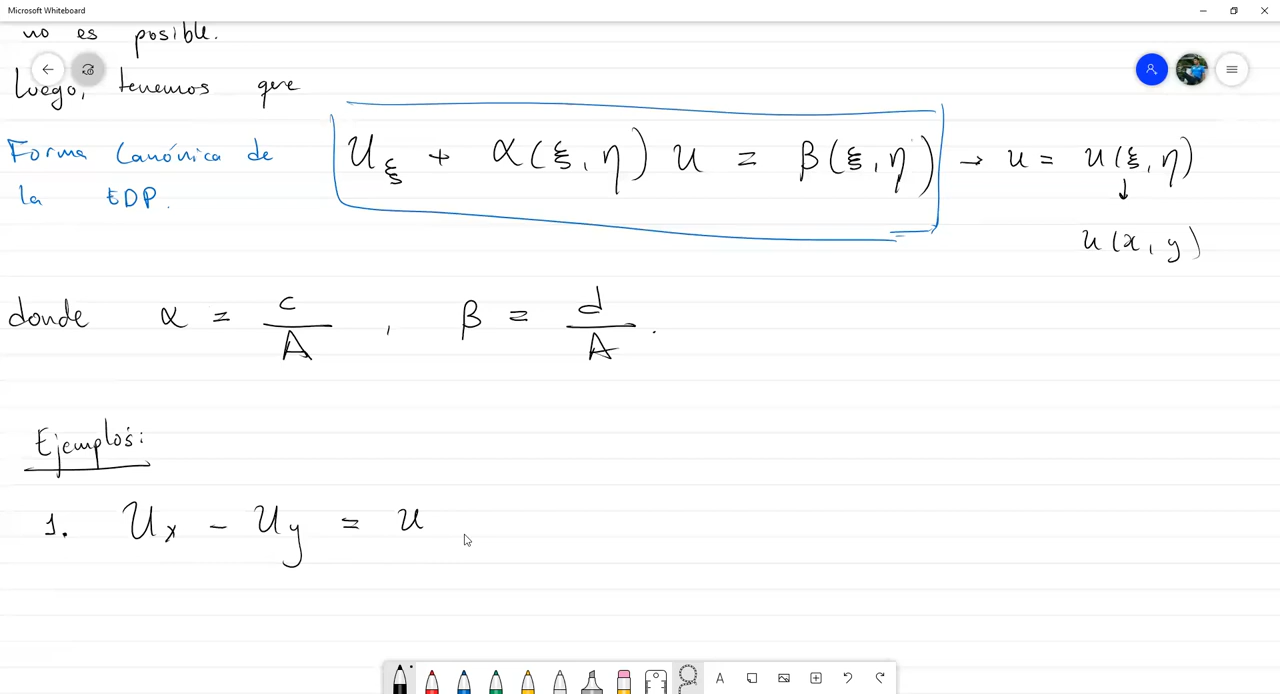 Microsoft Whiteboard
no es posible.
Luego, tenemos que
Forma Canónica de la EDP.
U_ξ + α(ξ, η) u = β(ξ, η) → u = u(ξ, η)
↓
u(x, y)
donde α = c/A , β = d/A .
Ejemplos:
1. U_x - U_y = u
A